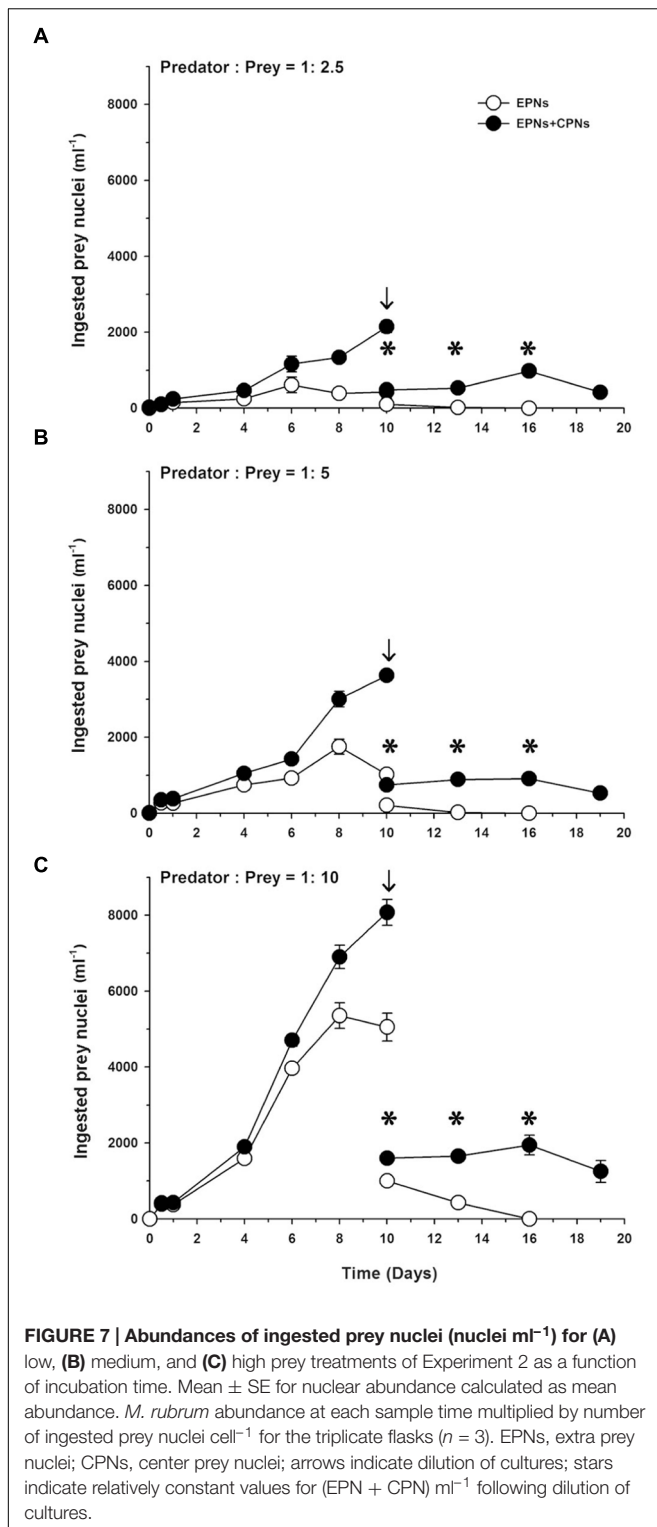 A
Predator : Prey = 1: 2.5
EPNs
EPNs+CPNs
Ingested prey nuclei (ml⁻¹)
8000
6000
4000
2000
0
* * *
0 2 4 6 8 10 12 14 16 18 20
B
Predator : Prey = 1: 5
Ingested prey nuclei (ml⁻¹)
8000
6000
4000
2000
0
* * *
0 2 4 6 8 10 12 14 16 18 20
C
Predator : Prey = 1: 10
Ingested prey nuclei (ml⁻¹)
8000
6000
4000
2000
0
* * *
0 2 4 6 8 10 12 14 16 18 20
Time (Days)
FIGURE 7 | Abundances of ingested prey nuclei (nuclei ml⁻¹) for (A)
low, (B) medium, and (C) high prey treatments of Experiment 2 as a function
of incubation time. Mean ± SE for nuclear abundance calculated as mean
abundance. M. rubrum abundance at each sample time multiplied by number
of ingested prey nuclei cell⁻¹ for the triplicate flasks (n = 3). EPNs, extra prey
nuclei; CPNs, center prey nuclei; arrows indicate dilution of cultures; stars
indicate relatively constant values for (EPN + CPN) ml⁻¹ following dilution of
cultures.